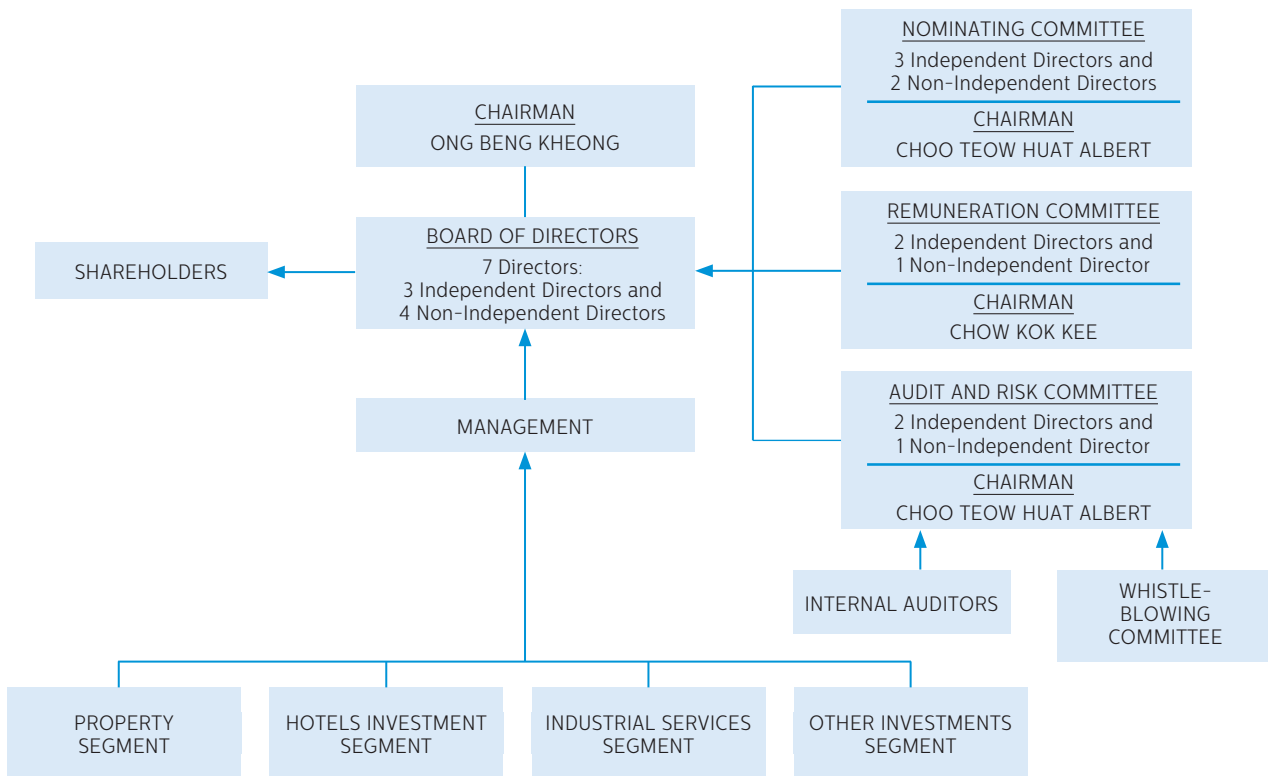 NOMINATING COMMITTEE
3 Independent Directors and
2 Non-Independent Directors
CHAIRMAN
CHOO TEOW HUAT ALBERT
CHAIRMAN
ONG BENG KHEONG
REMUNERATION COMMITTEE
2 Independent Directors and
1 Non-Independent Director
CHAIRMAN
CHOW KOK KEE
BOARD OF DIRECTORS
7 Directors:
3 Independent Directors and
4 Non-Independent Directors
SHAREHOLDERS
AUDIT AND RISK COMMITTEE
2 Independent Directors and
1 Non-Independent Director
CHAIRMAN
CHOO TEOW HUAT ALBERT
MANAGEMENT
INTERNAL AUDITORS
WHISTLE-
BLOWING
COMMITTEE
PROPERTY
SEGMENT
HOTELS INVESTMENT
SEGMENT
INDUSTRIAL SERVICES
SEGMENT
OTHER INVESTMENTS
SEGMENT